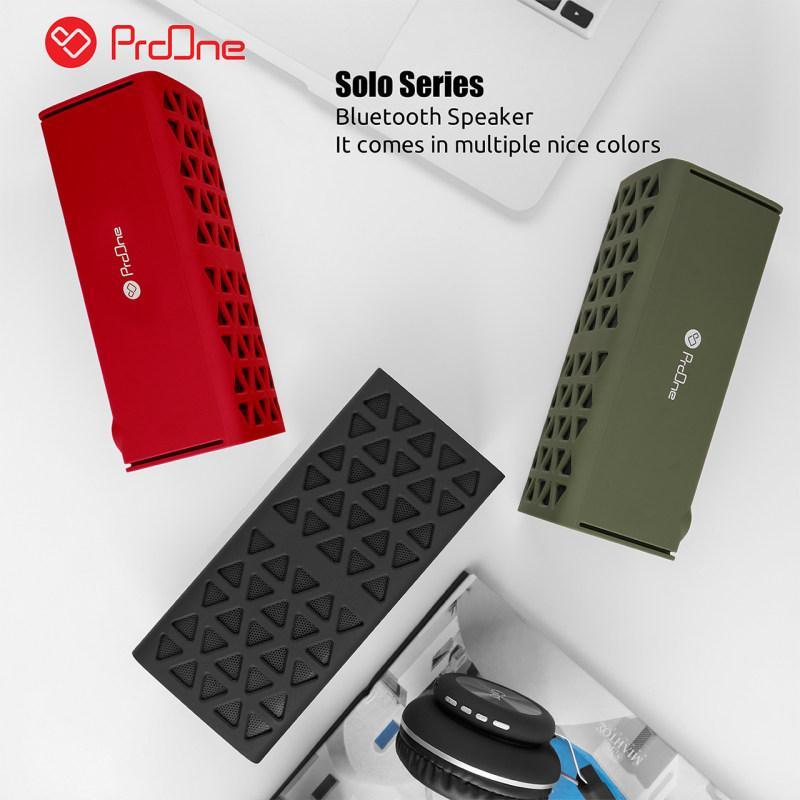 ProOne
Solo Series
Bluetooth Speaker
It comes in multiple nice colors
ProOne
ProOne